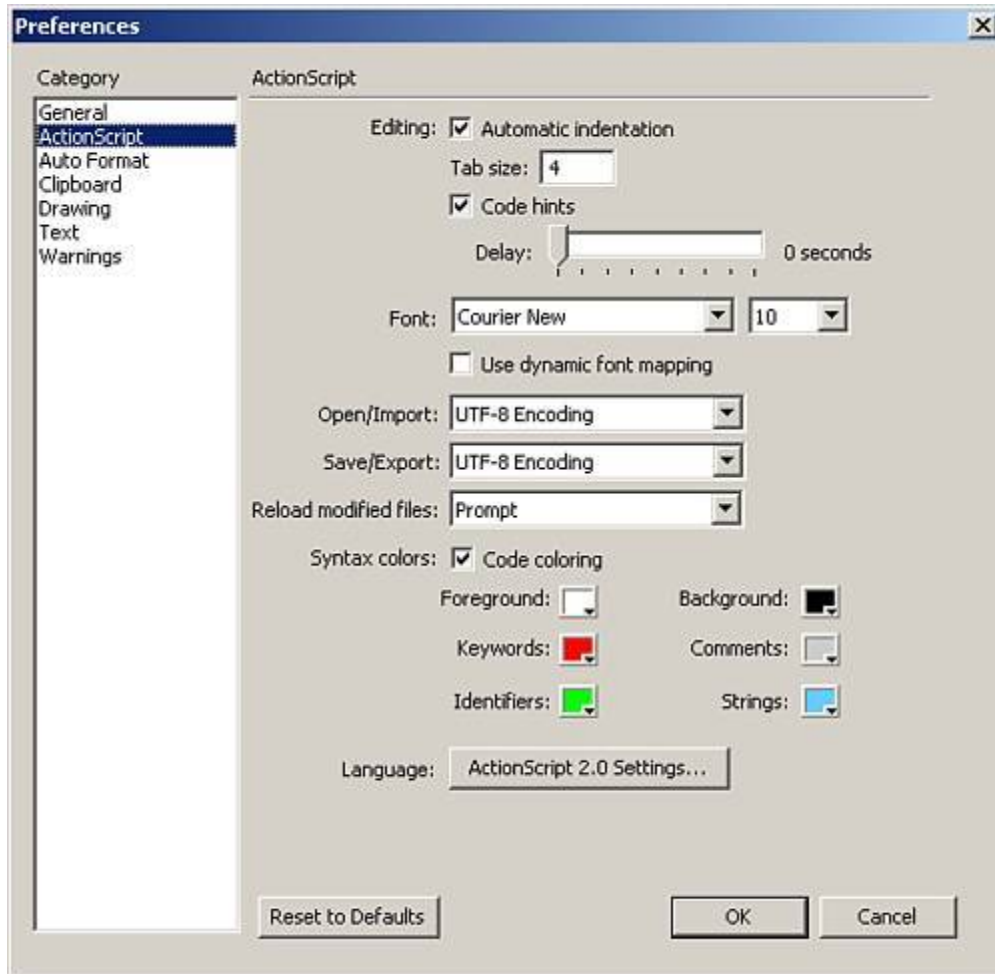 Preferences
Category
General
ActionScript
Auto Format
Clipboard
Drawing
Text
Warnings
ActionScript
Editing: Automatic indentation
Tab size: 4
Code hints
Delay: 0 seconds
Font: Courier New 10
Use dynamic font mapping
Open/Import: UTF-8 Encoding
Save/Export: UTF-8 Encoding
Reload modified files: Prompt
Syntax colors: Code coloring
Foreground: Background:
Keywords: Comments:
Identifiers: Strings:
Language: ActionScript 2.0 Settings...
Reset to Defaults OK Cancel